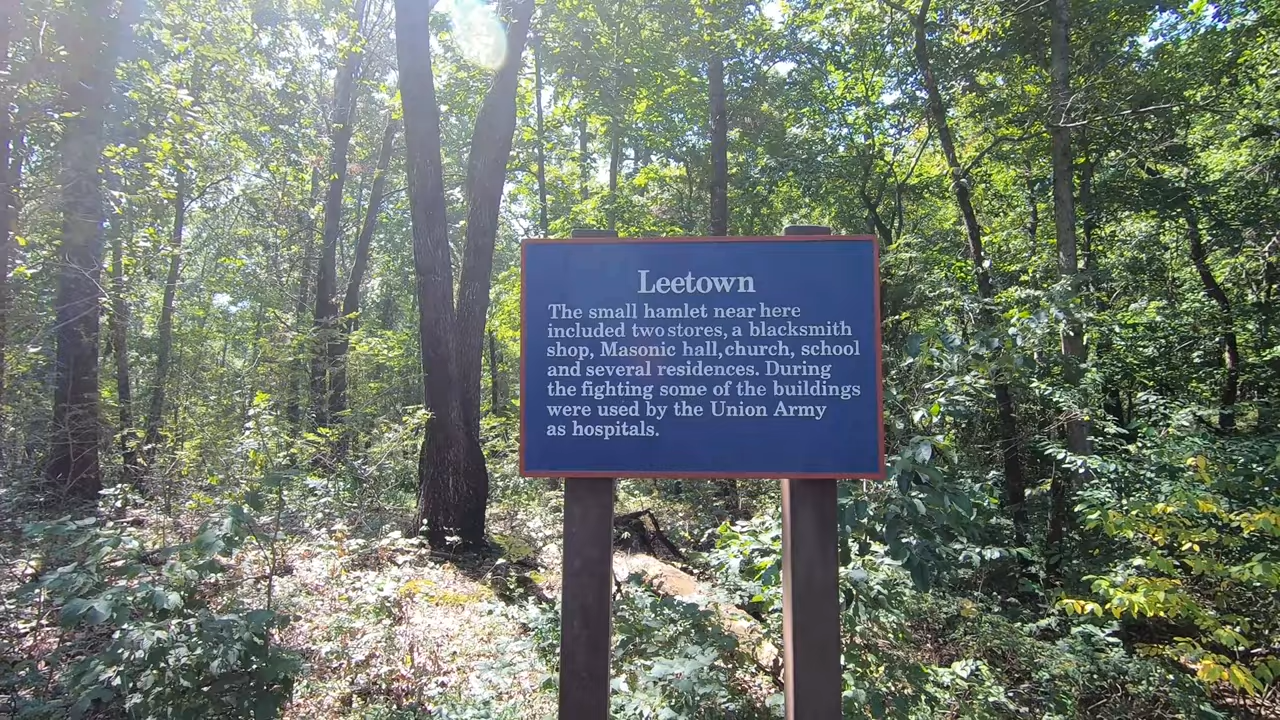 Leetown
The small hamlet near here
included two stores, a blacksmith
shop, Masonic hall, church, school
and several residences. During
the fighting some of the buildings
were used by the Union Army
as hospitals.